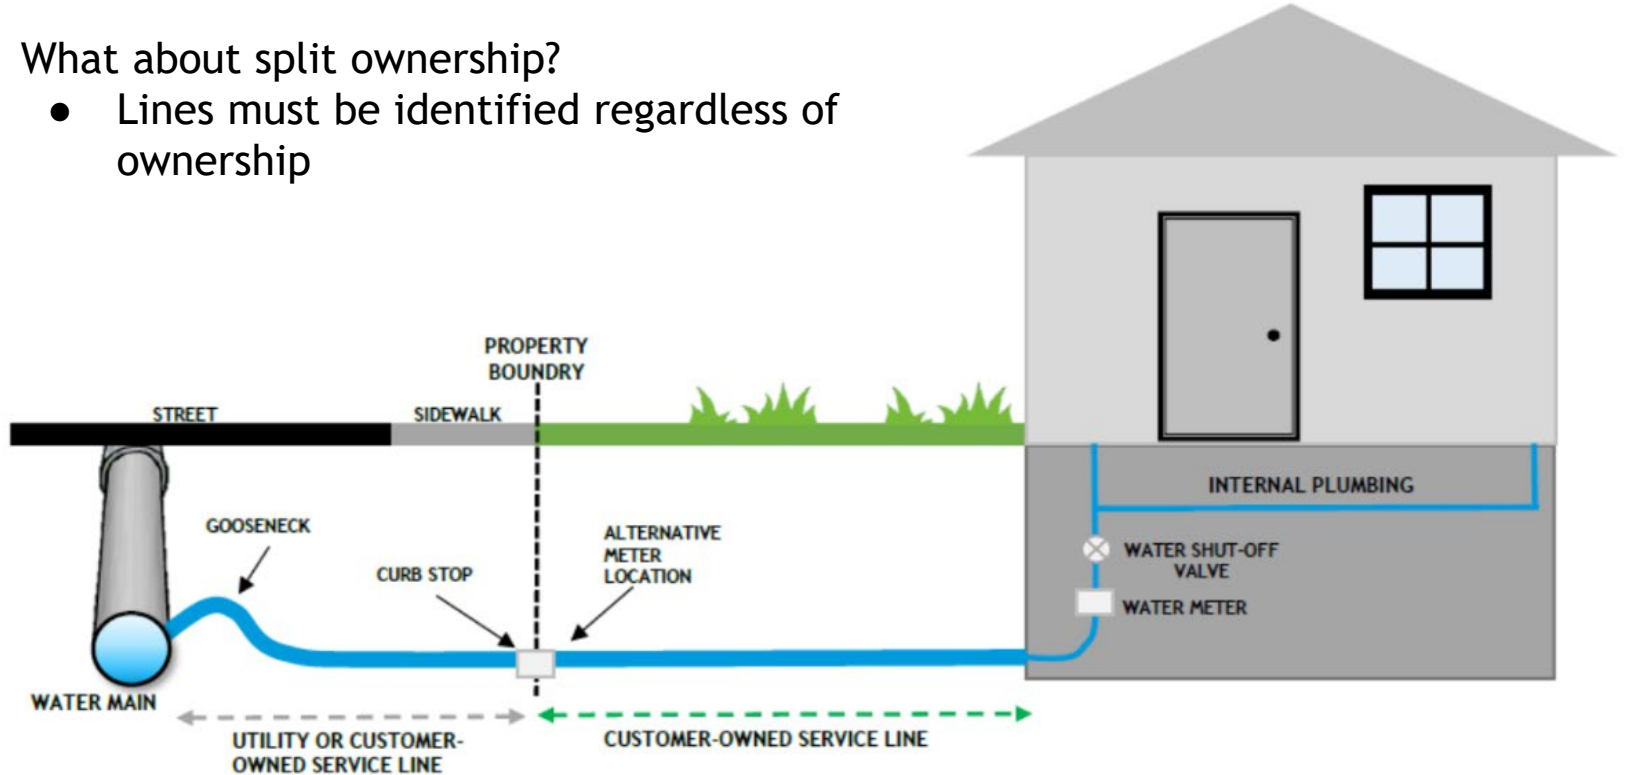 What about split ownership?
● Lines must be identified regardless of
ownership
PROPERTY
BOUNDRY
STREET
SIDEWALK
GOOSENECK
CURB STOP
ALTERNATIVE
METER
LOCATION
INTERNAL PLUMBING
WATER SHUT-OFF
VALVE
WATER METER
WATER MAIN
UTILITY OR CUSTOMER-
OWNED SERVICE LINE
CUSTOMER-OWNED SERVICE LINE